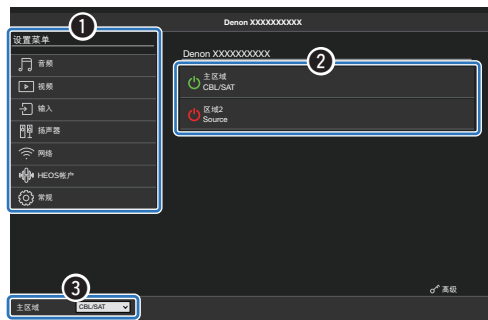 Denon XXXXXXXXXX
1
设置菜单
音频
视频
输入
扬声器
网络
HEOS帐户
常规
Denon XXXXXXXXXX
2
主区域
CBL/SAT
区域2
Source
高级
3
主区域 CBL/SAT